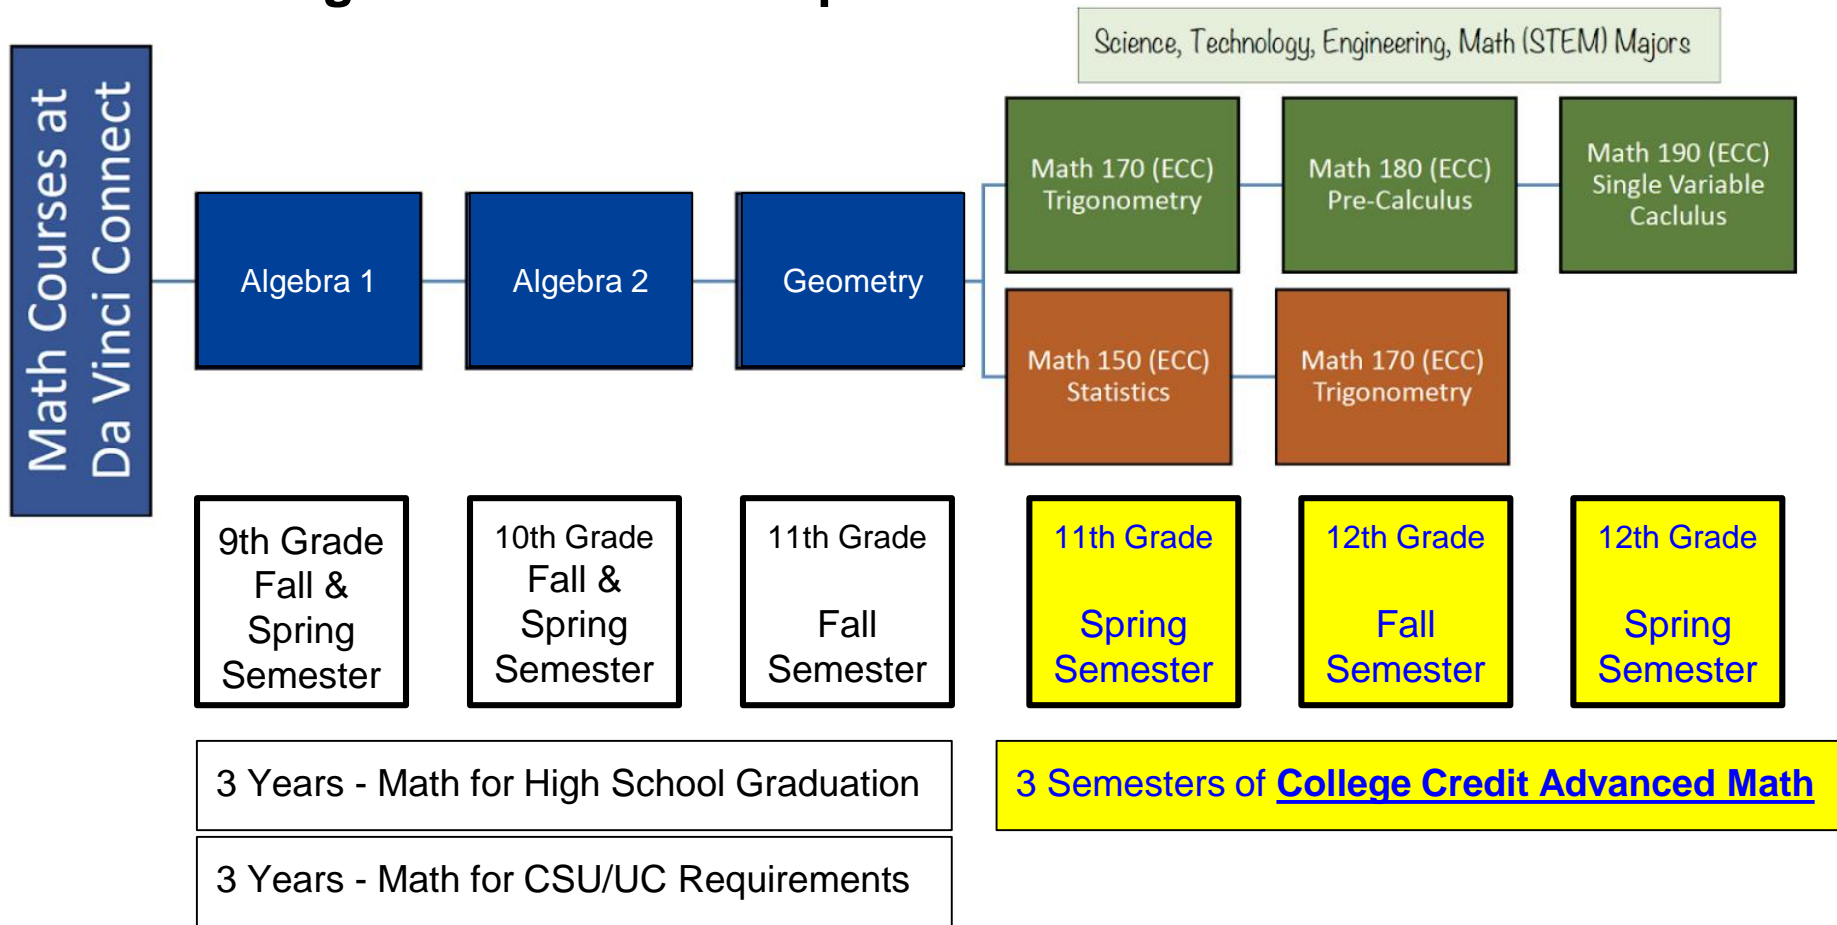 Math Courses at
Da Vinci Connect
Science, Technology, Engineering, Math (STEM) Majors
Algebra 1
Algebra 2
Geometry
Math 170 (ECC)
Trigonometry
Math 180 (ECC)
Pre-Calculus
Math 190 (ECC)
Single Variable
Caclulus
Math 150 (ECC)
Statistics
Math 170 (ECC)
Trigonometry
9th Grade
Fall &
Spring
Semester
10th Grade
Fall &
Spring
Semester
11th Grade
Fall
Semester
11th Grade
Spring
Semester
12th Grade
Fall
Semester
12th Grade
Spring
Semester
3 Years - Math for High School Graduation
3 Semesters of College Credit Advanced Math
3 Years - Math for CSU/UC Requirements